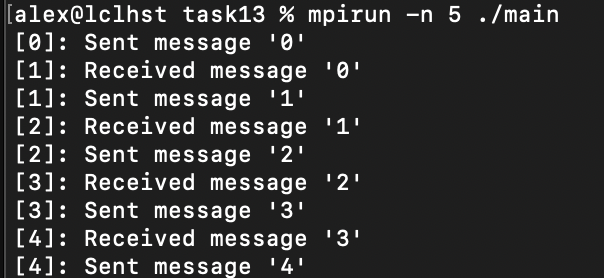 [alex@lclhst task13 % mpirun -n 5 ./main
[0]: Sent message '0'
[1]: Received message '0'
[1]: Sent message '1'
[2]: Received message '1'
[2]: Sent message '2'
[3]: Received message '2'
[3]: Sent message '3'
[4]: Received message '3'
[4]: Sent message '4'